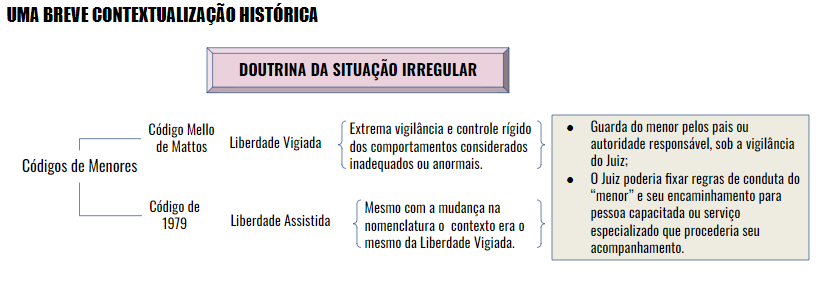 UMA BREVE CONTEXTUALIZAÇÃO HISTÓRICA
DOUTRINA DA SITUAÇÃO IRREGULAR
Códigos de Menores
Código Mello
de Mattos
Liberdade Vigiada
Extrema vigilância e controle rígido
dos comportamentos considerados
inadequados ou anormais.
Código de
1979
Liberdade Assistida
Mesmo com a mudança na
nomenclatura o contexto era o
mesmo da Liberdade Vigiada.
● Guarda do menor pelos pais ou
autoridade responsável, sob a vigilância
do Juiz;
● O Juiz poderia fixar regras de conduta do
“menor” e seu encaminhamento para
pessoa capacitada ou serviço
especializado que procederia seu
acompanhamento.